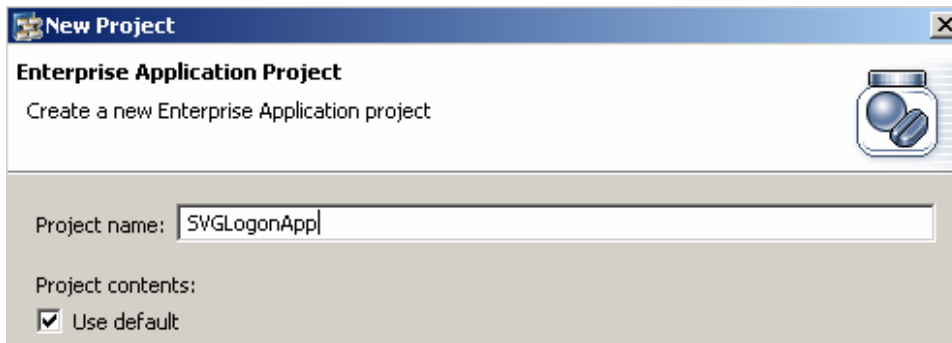 New Project
Enterprise Application Project
Create a new Enterprise Application project
Project name: SVGLogonApp
Project contents:
Use default